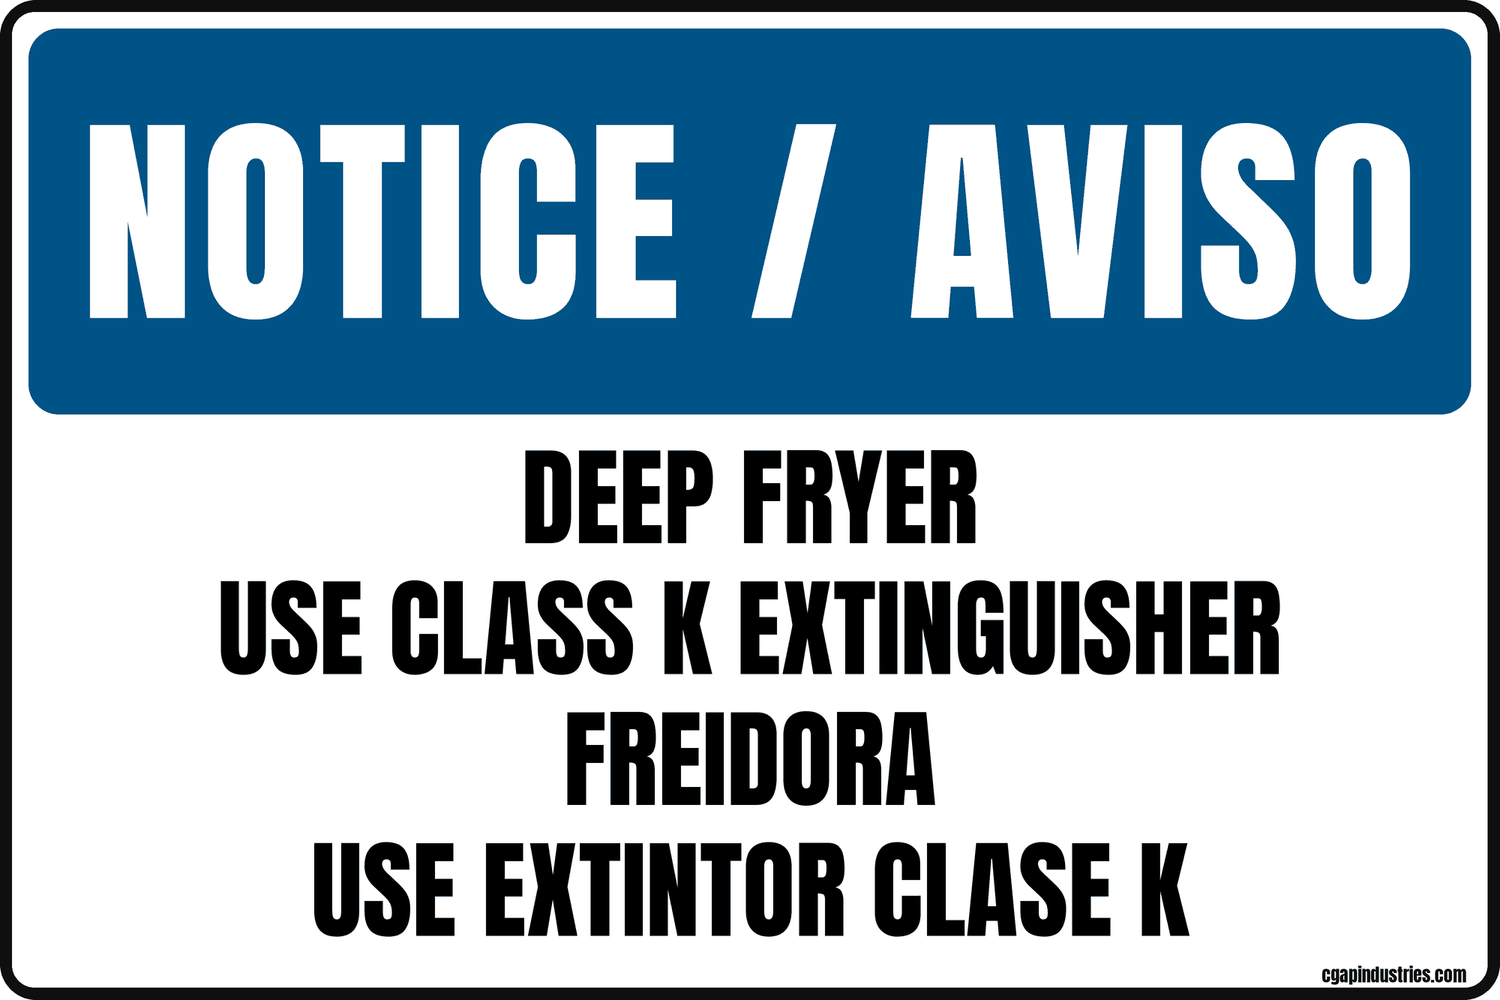 NOTICE / AVISO
DEEP FRYER
USE CLASS K EXTINGUISHER
FREIDORA
USE EXTINTOR CLASE K
cgapindustries.com